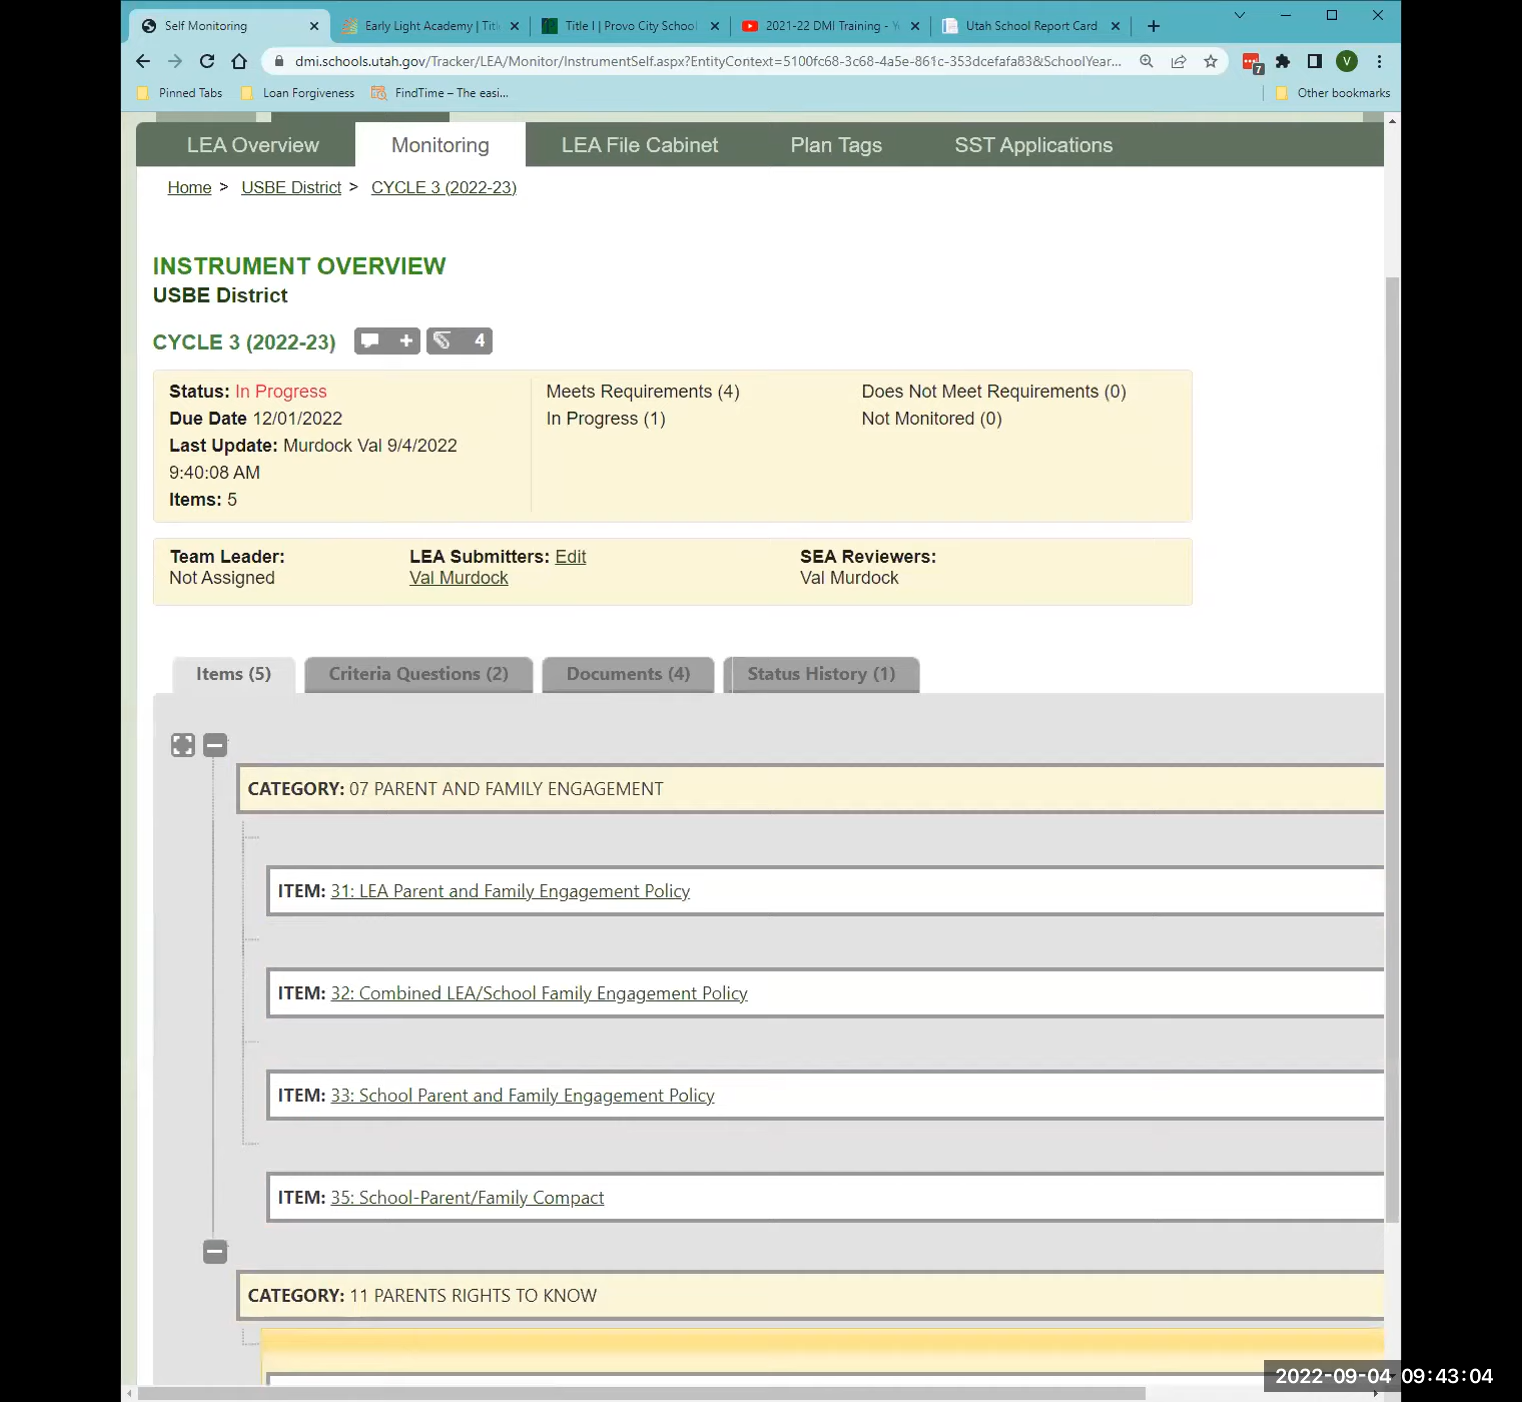 Self Monitoring
Early Light Academy | Titl
Title I | Provo City School
2021-22 DMI Training - Y
Utah School Report Card
dmi.schools.utah.gov/Tracker/LEA/Monitor/InstrumentSelf.aspx?EntityContext=5100fc68-3c68-4a5e-861c-353dcefafa83&SchoolYear...
7
V
Pinned Tabs
Loan Forgiveness
FindTime – The easi...
Other bookmarks
LEA Overview
Monitoring
LEA File Cabinet
Plan Tags
SST Applications
Home > USBE District > CYCLE 3 (2022-23)
INSTRUMENT OVERVIEW
USBE District
CYCLE 3 (2022-23)
+
4
Status: In Progress
Due Date 12/01/2022
Last Update: Murdock Val 9/4/2022
9:40:08 AM
Items: 5
Meets Requirements (4)
In Progress (1)
Does Not Meet Requirements (0)
Not Monitored (0)
Team Leader:
Not Assigned
LEA Submitters: Edit
Val Murdock
SEA Reviewers:
Val Murdock
Items (5)
Criteria Questions (2)
Documents (4)
Status History (1)
CATEGORY: 07 PARENT AND FAMILY ENGAGEMENT
ITEM: 31: LEA Parent and Family Engagement Policy
ITEM: 32: Combined LEA/School Family Engagement Policy
ITEM: 33: School Parent and Family Engagement Policy
ITEM: 35: School-Parent/Family Compact
CATEGORY: 11 PARENTS RIGHTS TO KNOW
2022-09-04 09:43:04